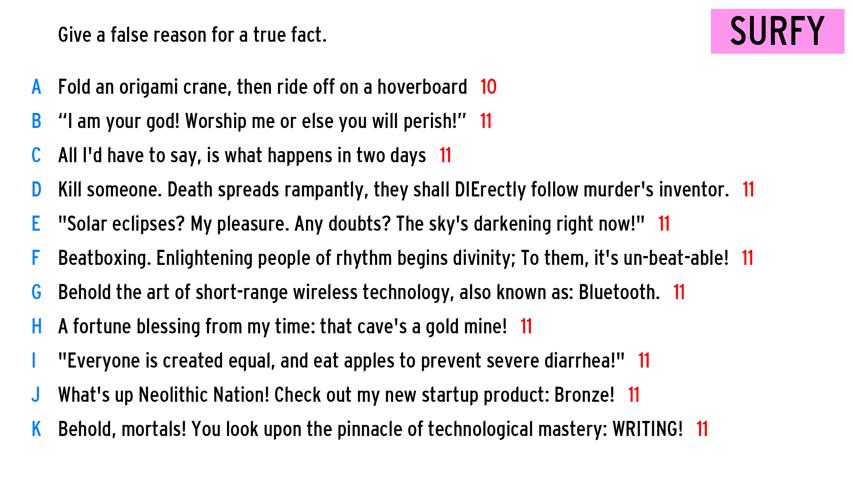 Give a false reason for a true fact.
SURFY
A Fold an origami crane, then ride off on a hoverboard 10
B “I am your god! Worship me or else you will perish!” 11
C All I'd have to say, is what happens in two days 11
D Kill someone. Death spreads rampantly, they shall DIErectly follow murder's inventor. 11
E "Solar eclipses? My pleasure. Any doubts? The sky's darkening right now!" 11
F Beatboxing. Enlightening people of rhythm begins divinity; To them, it's un-beat-able! 11
G Behold the art of short-range wireless technology, also known as: Bluetooth. 11
H A fortune blessing from my time: that cave's a gold mine! 11
I "Everyone is created equal, and eat apples to prevent severe diarrhea!" 11
J What's up Neolithic Nation! Check out my new startup product: Bronze! 11
K Behold, mortals! You look upon the pinnacle of technological mastery: WRITING! 11